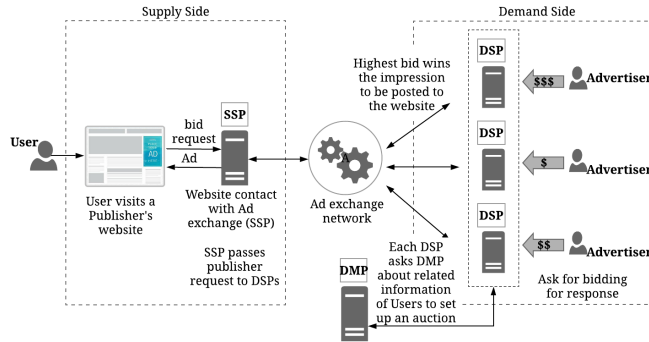 Supply Side
Demand Side
DSP
Highest bid wins
the impression
to be posted to
the website
$$$
Advertiser
SSP
bid
request
User
AD
Ad
A
DSP
$
Advertiser
User visits a
Publisher's
website
Website contact
with Ad
exchange (SSP)
Ad exchange
network
SSP passes
publisher
request to DSPs
DSP
$$
Advertiser
Each DSP
asks DMP
about related
information
of Users to set
up an auction
DMP
Ask for bidding
for response